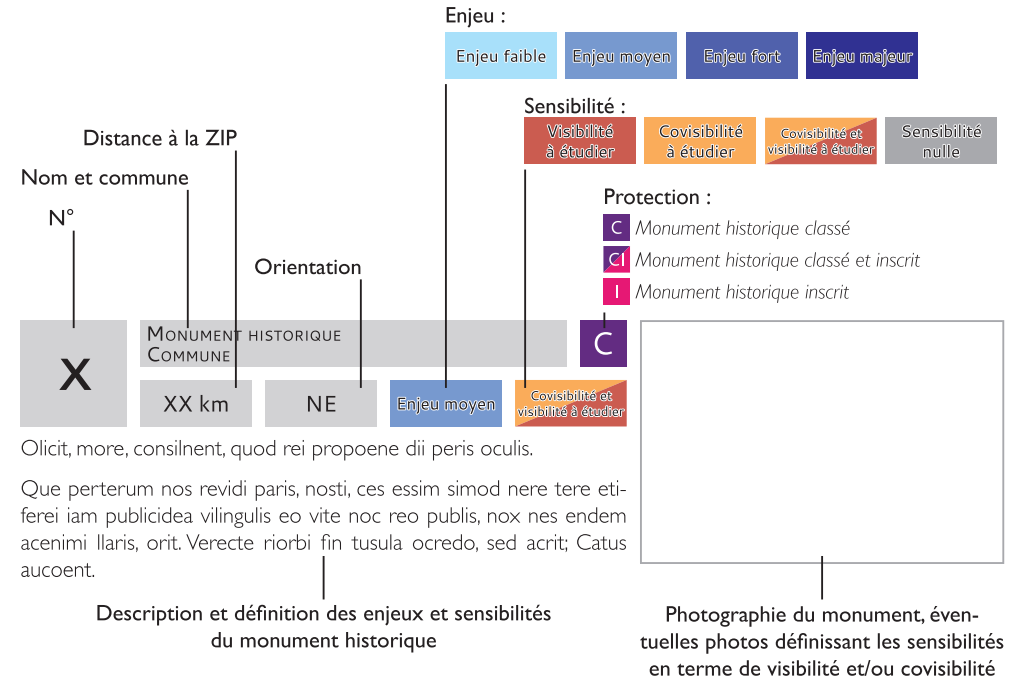 Enjeu :
Enjeu faible
Enjeu moyen
Enjeu fort
Enjeu majeur
Sensibilité :
Visibilité
à étudier
Covisibilité
à étudier
Covisibilité et
visibilité à étudier
Sensibilité
nulle
Distance à la ZIP
Nom et commune
N°
Orientation
Protection :
C Monument historique classé
CI Monument historique classé et inscrit
I Monument historique inscrit
X
Monument historique
Commune
C
XX km
NE
Enjeu moyen
Covisibilité et
visibilité à étudier
Olicit, more, consilnent, quod rei propoene dii peris oculis.
Que perterum nos revidi paris, nosti, ces essim simod nere tere eti-
ferei iam publicidea vilingulis eo vite noc reo publis, nox nes endem
acenimi llaris, orit. Verecte riorbi fin tusula ocredo, sed acrit; Catus
aucoent.
Description et définition des enjeux et sensibilités
du monument historique
Photographie du monument, éven-
tuelles photos définissant les sensibilités
en terme de visibilité et/ou covisibilité